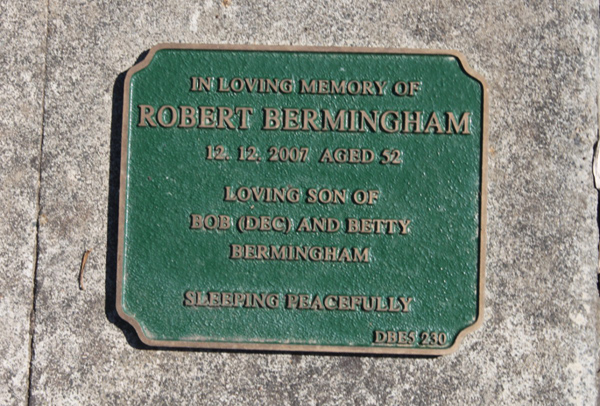 IN LOVING MEMORY OF
ROBERT BERMINGHAM
12. 12. 2007 AGED 52
LOVING SON OF
BOB (DEC) AND BETTY
BERMINGHAM
SLEEPING PEACEFULLY
DBES 230